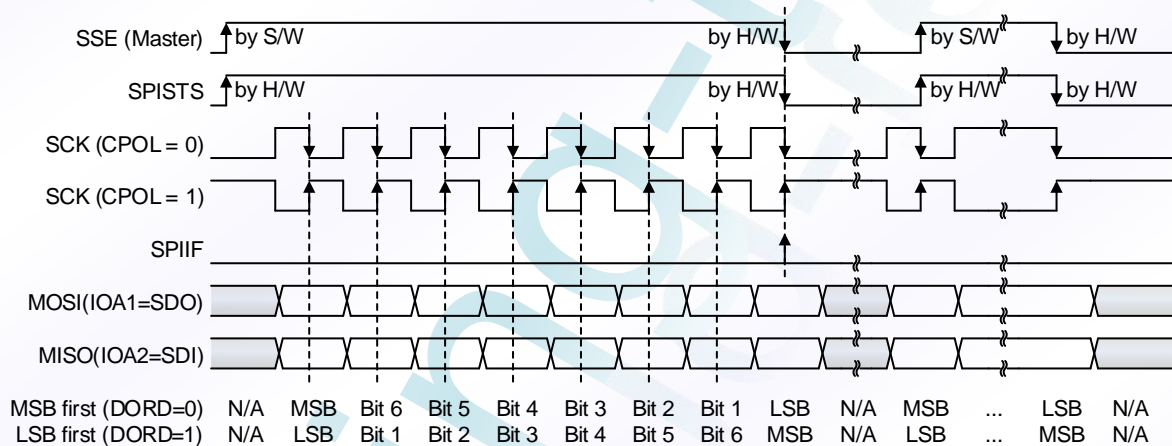 SSE (Master) by S/W by H/W by S/W by H/W
SPISTS by H/W by H/W by H/W by H/W
SCK (CPOL = 0)
SCK (CPOL = 1)
SPIIF
MOSI(IOA1=SDO)
MISO(IOA2=SDI)
MSB first (DORD=0) N/A MSB Bit 6 Bit 5 Bit 4 Bit 3 Bit 2 Bit 1 LSB N/A MSB ... LSB N/A
LSB first (DORD=1) N/A LSB Bit 1 Bit 2 Bit 3 Bit 4 Bit 5 Bit 6 MSB N/A LSB ... MSB N/A